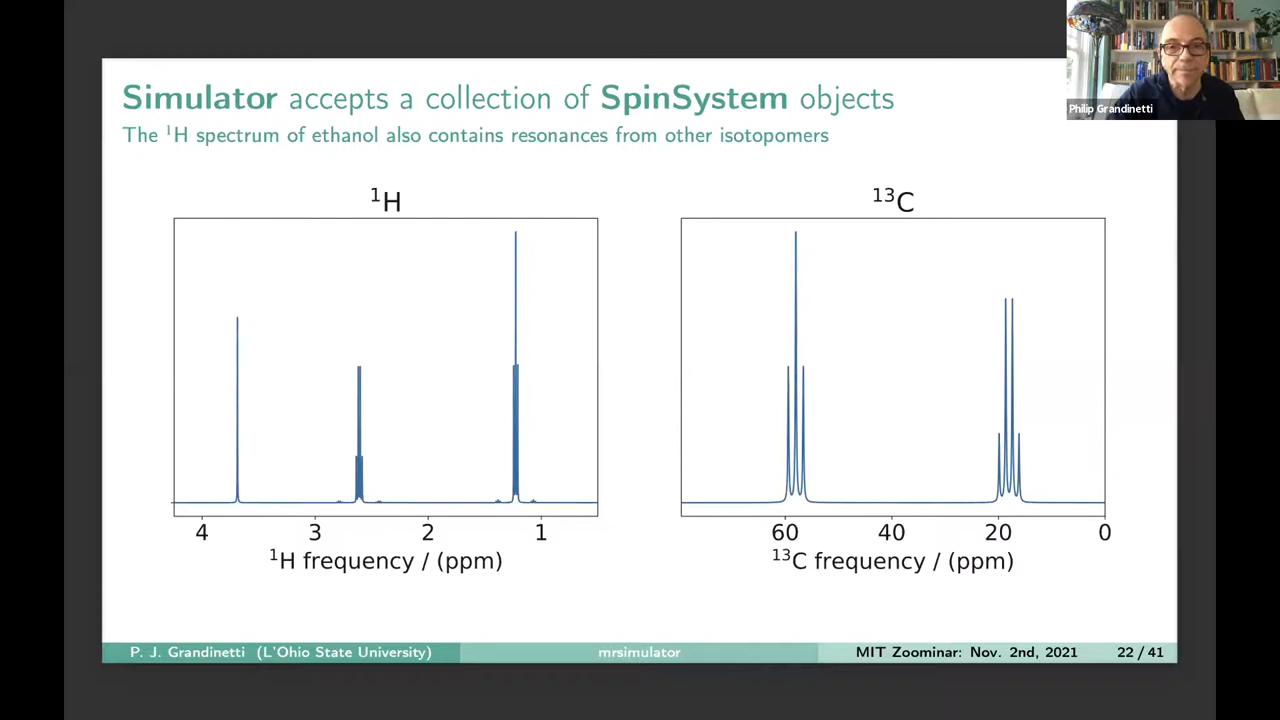 Simulator accepts a collection of SpinSystem objects
The ¹H spectrum of ethanol also contains resonances from other isotopomers
Philip Grandinetti
¹H
¹³C
4 3 2 1
60 40 20 0
¹H frequency / (ppm)
¹³C frequency / (ppm)
P. J. Grandinetti (L'Ohio State University)
mrsimulator
MIT Zoominar: Nov. 2nd, 2021
22 / 41